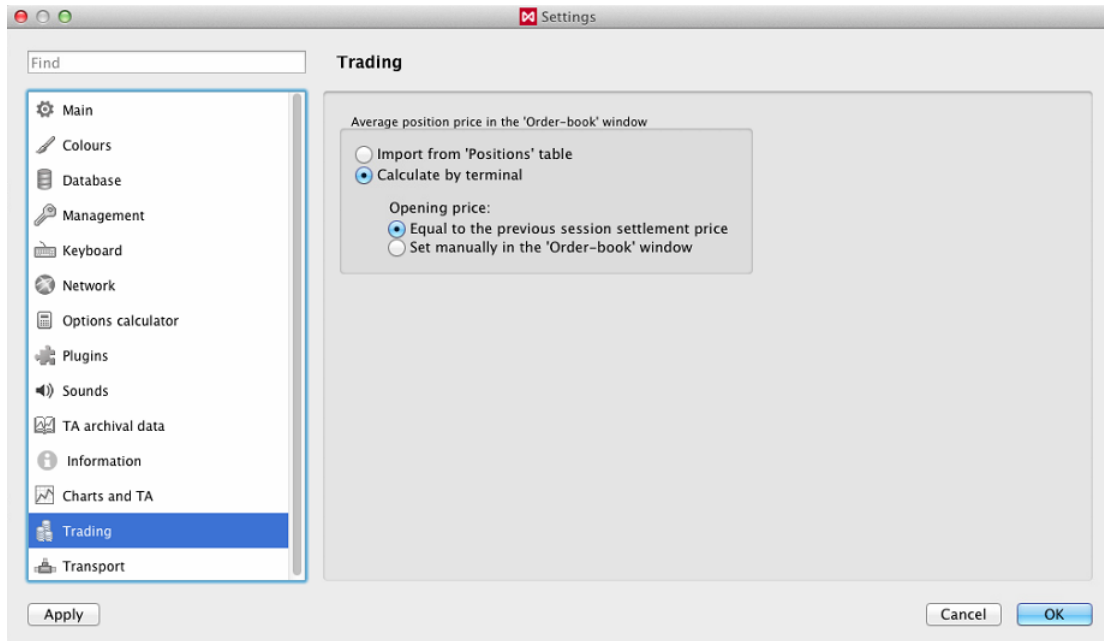 Settings
Find
Trading
Main
Colours
Database
Management
Keyboard
Network
Options calculator
Plugins
Sounds
TA archival data
Information
Charts and TA
Trading
Transport
Average position price in the 'Order-book' window
Import from 'Positions' table
Calculate by terminal
Opening price:
Equal to the previous session settlement price
Set manually in the 'Order-book' window
Apply
Cancel
OK